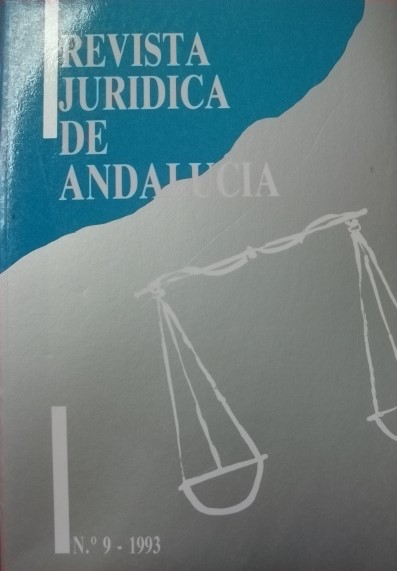 REVISTA
JURIDICA
DE
ANDALUCIA
N.º 9 - 1993